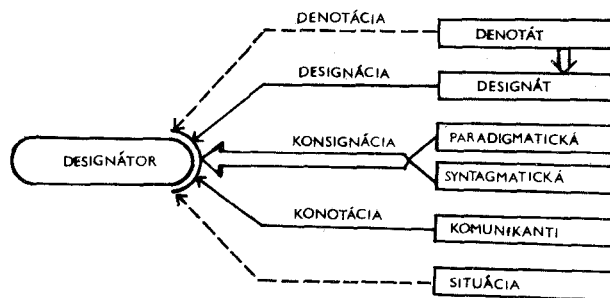 DENOTÁCIA
DENOTÁT
DESIGNÁCIA
DESIGNÁT
KONSIGNÁCIA
PARADIGMATICKÁ
DESIGNÁTOR
SYNTAGMATICKÁ
KONOTÁCIA
KOMUNIKANTI
SITUÁCIA